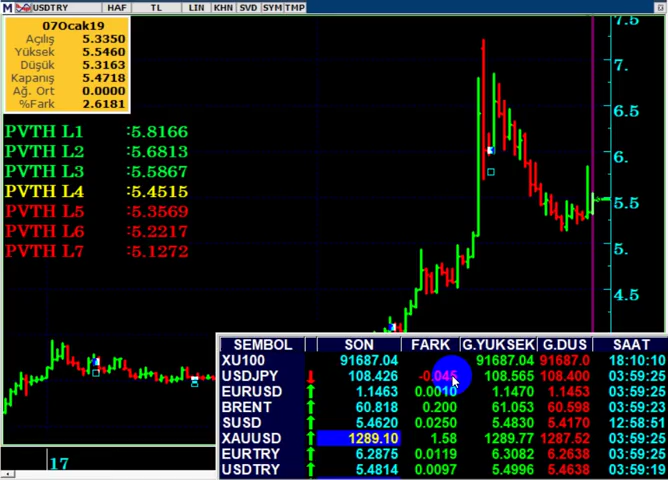 USDTRY HAF TL LIN KHN SVD SYM TMP
07Ocak19
Açılış 5.3350
Yüksek 5.5460
Düşük 5.3163
Kapanış 5.4718
Ağ. Ort 0.0000
%Fark 2.6181
PVTH L1 :5.8166
PVTH L2 :5.6813
PVTH L3 :5.5867
PVTH L4 :5.4515
PVTH L5 :5.3569
PVTH L6 :5.2217
PVTH L7 :5.1272
7.5
7.
6.5
6.
5.5
5.
4.5
17
SEMBOL SON FARK G.YUKSEK G.DUS SAAT
XU100 91687.04 91687.04 91687.0 18:10:10
USDJPY 108.426 -0.045 108.565 108.400 03:59:25
EURUSD 1.1463 0.0010 1.1470 1.1453 03:59:25
BRENT 60.818 0.200 61.053 60.598 03:59:23
SUSD 5.4620 0.0250 5.4830 5.4170 12:58:51
XAUUSD 1289.10 1.58 1289.77 1287.52 03:59:25
EURTRY 6.2875 0.0119 6.3082 6.2638 03:59:25
USDTRY 5.4814 0.0097 5.4996 5.4638 03:59:19